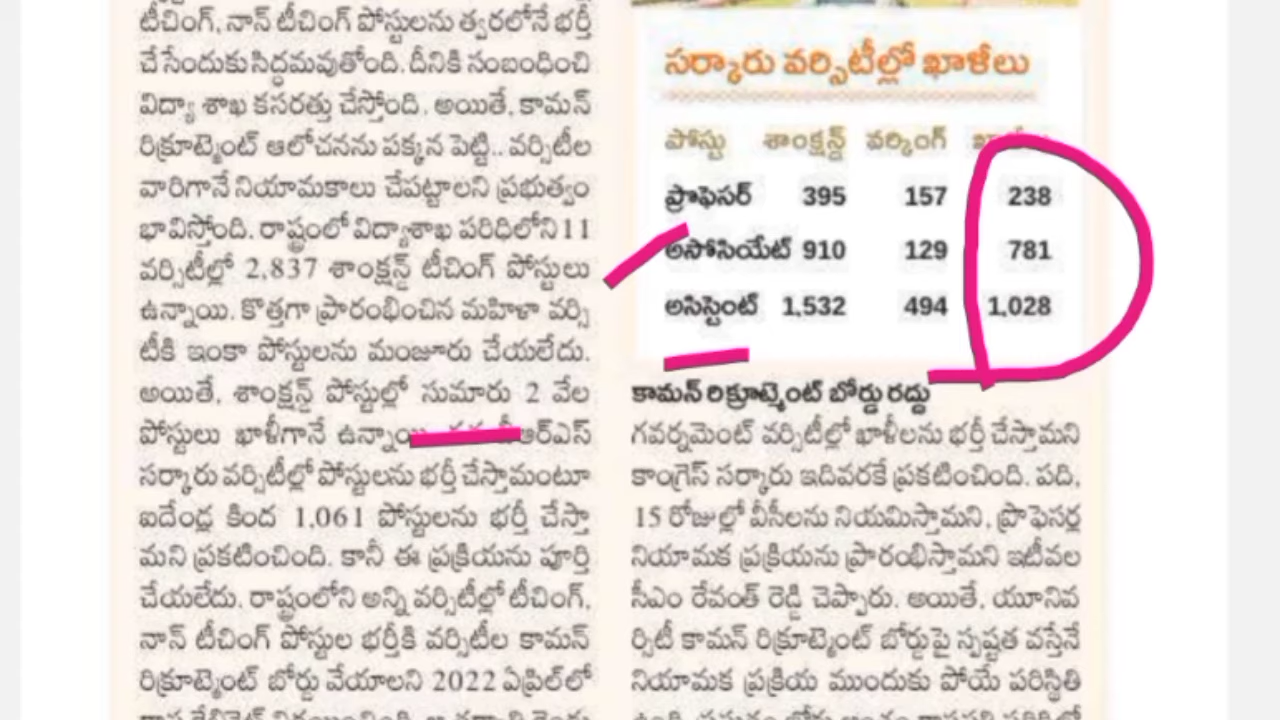 టీచింగ్, నాన్ టీచింగ్ పోస్టులను త్వరలోనే భర్తీ
చేసేందుకు సిద్ధమవుతోంది. దీనికి సంబంధించి
విద్యా శాఖ కసరత్తు చేస్తోంది. అయితే, కామన్
రిక్రూట్మెంట్ ఆలోచనను పక్కన పెట్టి.. వర్సిటీల
వారిగానే నియామకాలు చేపట్టాలని ప్రభుత్వం
భావిస్తోంది. రాష్ట్రంలో విద్యాశాఖ పరిధిలోని 11
వర్సిటీల్లో 2,837 శాంక్షన్డ్ టీచింగ్ పోస్టులు
ఉన్నాయి. కొత్తగా ప్రారంభించిన మహిళా వర్సి
టీకి ఇంకా పోస్టులను మంజూరు చేయలేదు.
అయితే, శాంక్షన్డ్ పోస్టుల్లో సుమారు 2 వేల
పోస్టులు ఖాళీగానే ఉన్నాయి
సర్కారు వర్సిటీల్లో పోస్టులను భర్తీ చేస్తామంటూ
ఐదేండ్ల కింద 1,061 పోస్టులను భర్తీ చేస్తా
మని ప్రకటించింది. కానీ ఈ ప్రక్రియను పూర్తి
చేయలేదు. రాష్ట్రంలోని అన్ని వర్సిటీల్లో టీచింగ్,
నాన్ టీచింగ్ పోస్టుల భర్తీకి వర్సిటీల కామన్
రిక్రూట్మెంట్ బోర్డు వేయాలని 2022 ఏప్రిల్‌లో
సర్కారు వర్సిటీల్లో ఖాళీలు
పోస్టు శాంక్షన్డ్ వర్కింగ్
ప్రొఫెసర్ 395 157 238
అసోసియేట్ 910 129 781
అసిస్టెంట్ 1,532 494 1,028
కామన్ రిక్రూట్మెంట్ బోర్డు రద్దు
గవర్నమెంట్ వర్సిటీల్లో ఖాళీలను భర్తీ చేస్తామని
కాంగ్రెస్ సర్కారు ఇదివరకే ప్రకటించింది. పది,
15 రోజుల్లో వీసీలను నియమిస్తామని, ప్రొఫెసర్ల
నియామక ప్రక్రియను ప్రారంభిస్తామని ఇటీవల
సీఎం రేవంత్ రెడ్డి చెప్పారు. అయితే, యూనివ
ర్సిటీ కామన్ రిక్రూట్మెంట్ బోర్డుపై స్పష్టత వస్తేనే
నియామక ప్రక్రియ ముందుకు పోయే పరిస్థితి